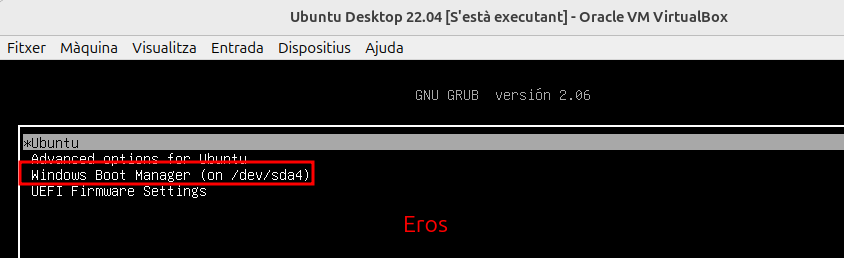 Ubuntu Desktop 22.04 [S'està executant] - Oracle VM VirtualBox
Fitxer Màquina Visualitza Entrada Dispositius Ajuda
GNU GRUB versión 2.06
*Ubuntu
Advanced options for Ubuntu
Windows Boot Manager (on /dev/sda4)
UEFI Firmware Settings
Eros